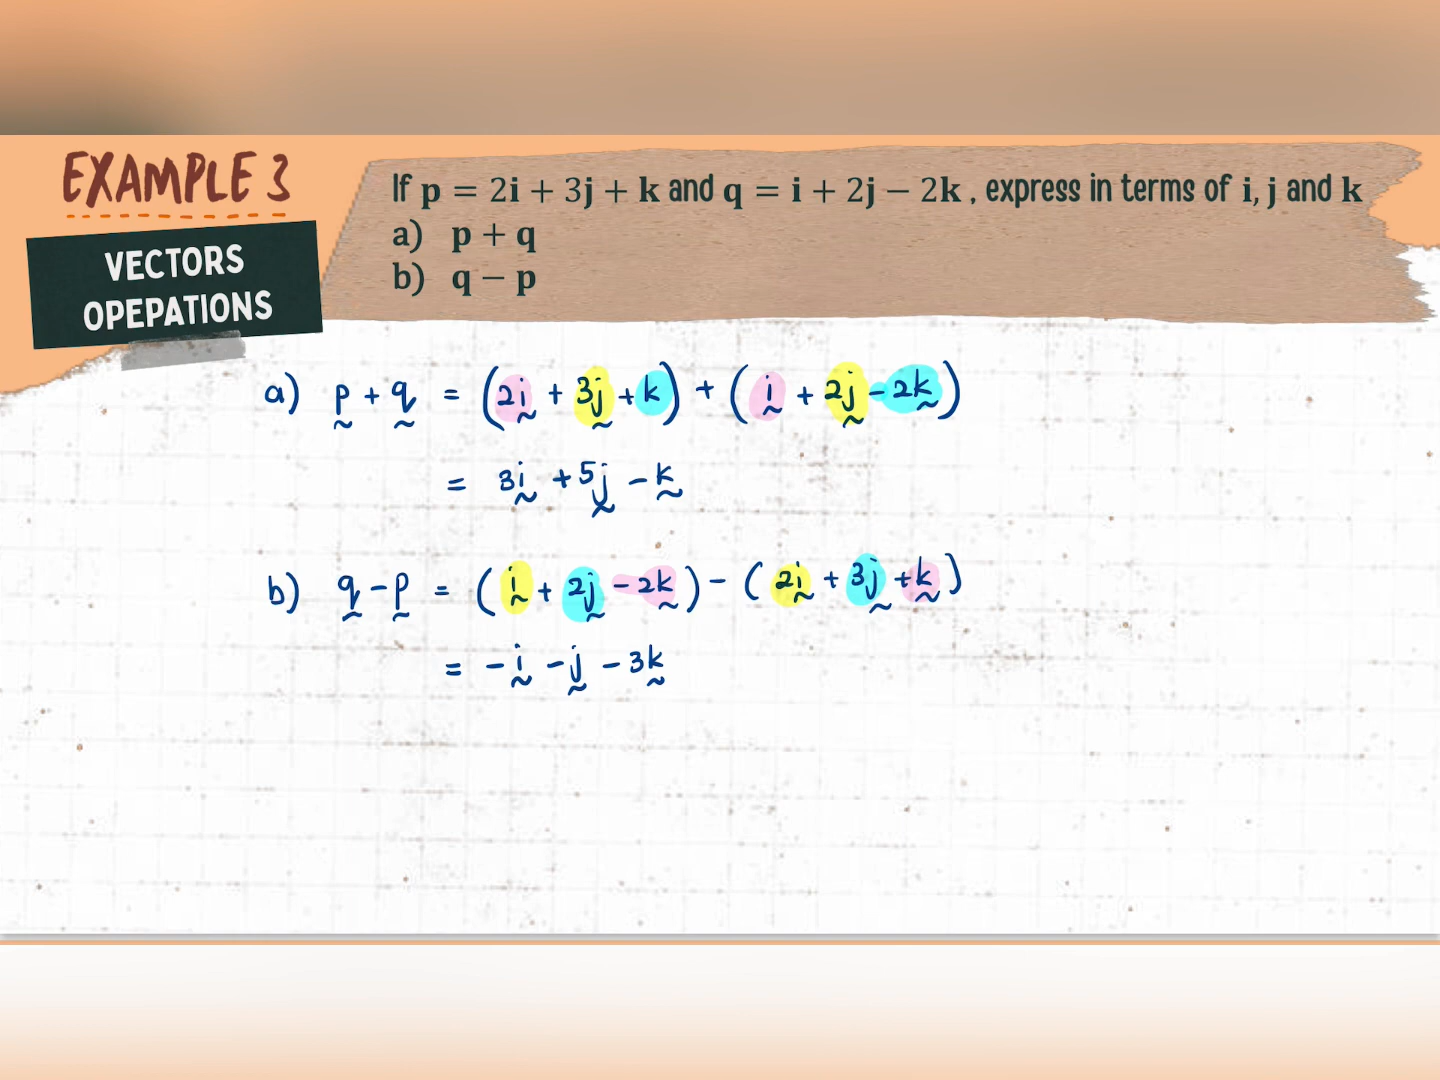 EXAMPLE 3
VECTORS
OPEPATIONS
If p = 2i + 3j + k and q = i + 2j − 2k , express in terms of i, j and k
a) p + q
b) q − p
a) p + q = (2i + 3j + k) + (i + 2j − 2k)
= 3i + 5j − k
b) q − p = (i + 2j − 2k) − (2i + 3j + k)
= − i − j − 3k